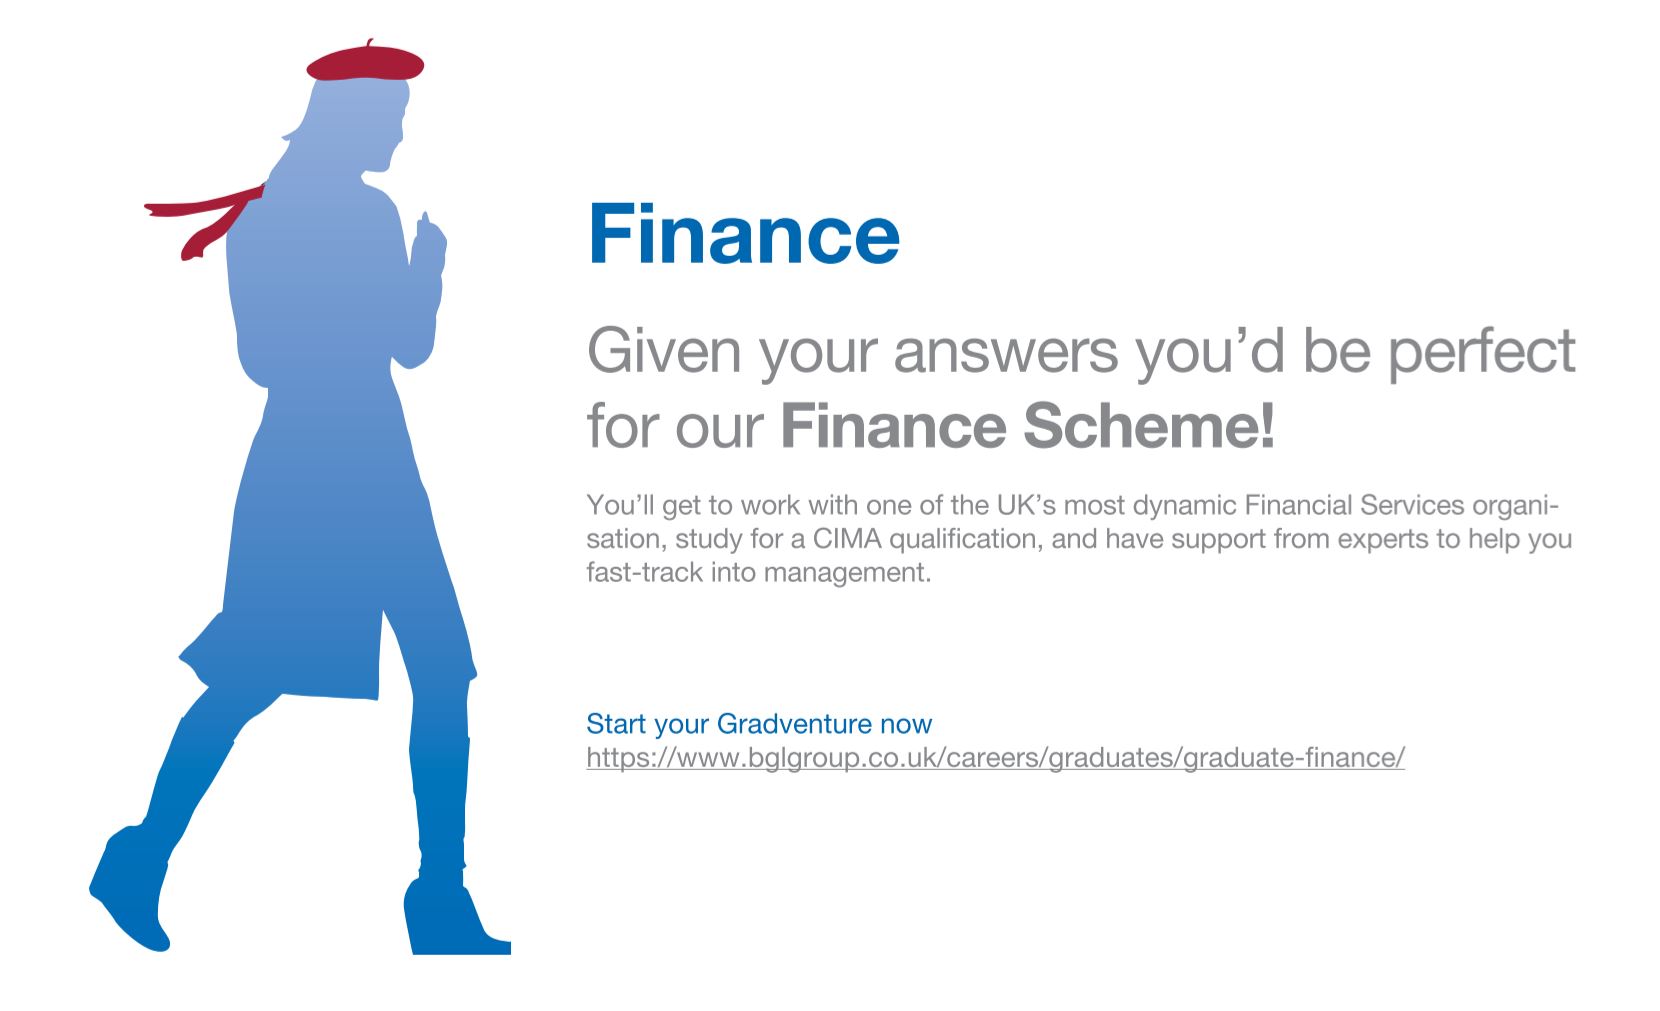 Finance
Given your answers you’d be perfect
for our Finance Scheme!
You’ll get to work with one of the UK’s most dynamic Financial Services organi-
sation, study for a CIMA qualification, and have support from experts to help you
fast-track into management.
Start your Gradventure now
https://www.bglgroup.co.uk/careers/graduates/graduate-finance/